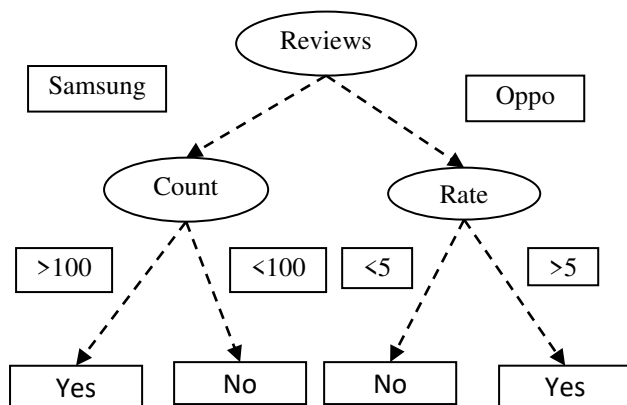 Reviews
Samsung
Oppo
Count
Rate
>100
<100
<5
>5
Yes
No
No
Yes